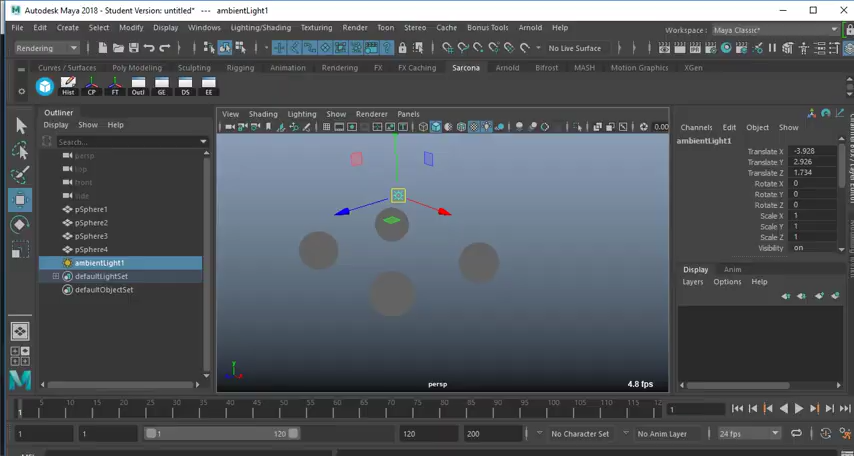 Autodesk Maya 2018 - Student Version: untitled* --- ambientLight1
File Edit Create Select Modify Display Windows Lighting/Shading Texturing Render Toon Stereo Cache Bonus Tools Arnold Help
Workspace: Maya Classic*
Rendering
No Live Surface
Curves / Surfaces Poly Modeling Sculpting Rigging Animation Rendering FX FX Caching Sarcona Arnold Bifrost MASH Motion Graphics XGen
Hist CP FT Outl GE DS EE
Outliner
Display Show Help
Search...
persp
top
front
side
pSphere1
pSphere2
pSphere3
pSphere4
ambientLight1
defaultLightSet
defaultObjectSet
View Shading Lighting Show Renderer Panels
0.00
persp
4.8 fps
Channels Edit Object Show
ambientLight1
Translate X -3.928
Translate Y 2.926
Translate Z 1.734
Rotate X 0
Rotate Y 0
Rotate Z 0
Scale X 1
Scale Y 1
Scale Z 1
Visibility on
Display Anim
Layers Options Help
5 10 15 20 25 30 35 40 45 50 55 60 65 70 75 80 85 90 95 100 105 110 115 120
1
1
1 1 1 120 120 200 No Character Set No Anim Layer 24 fps